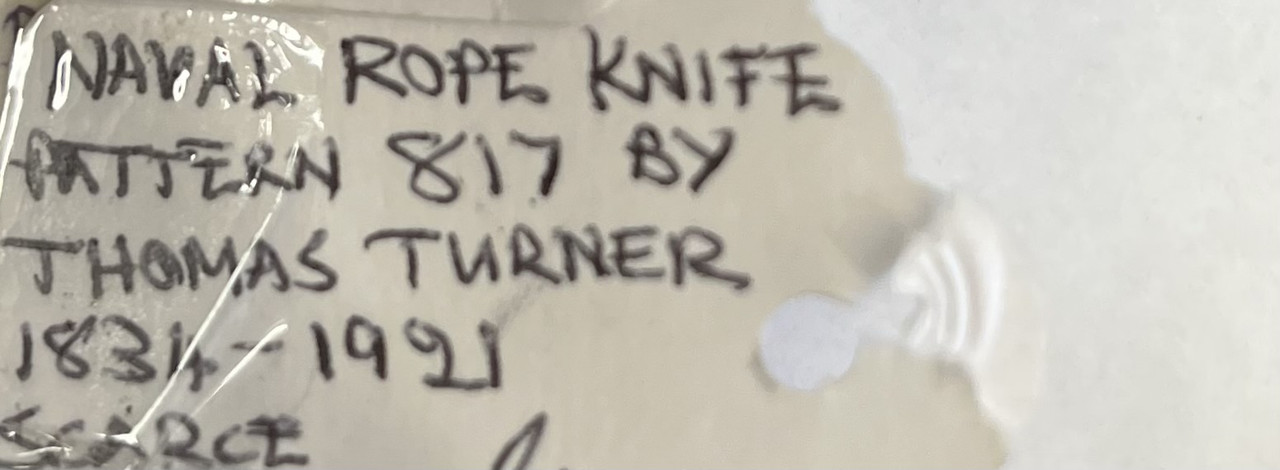 NAVAL ROPE KNIFE
PATTERN 817 BY
THOMAS TURNER
1834-1921
SCARCE